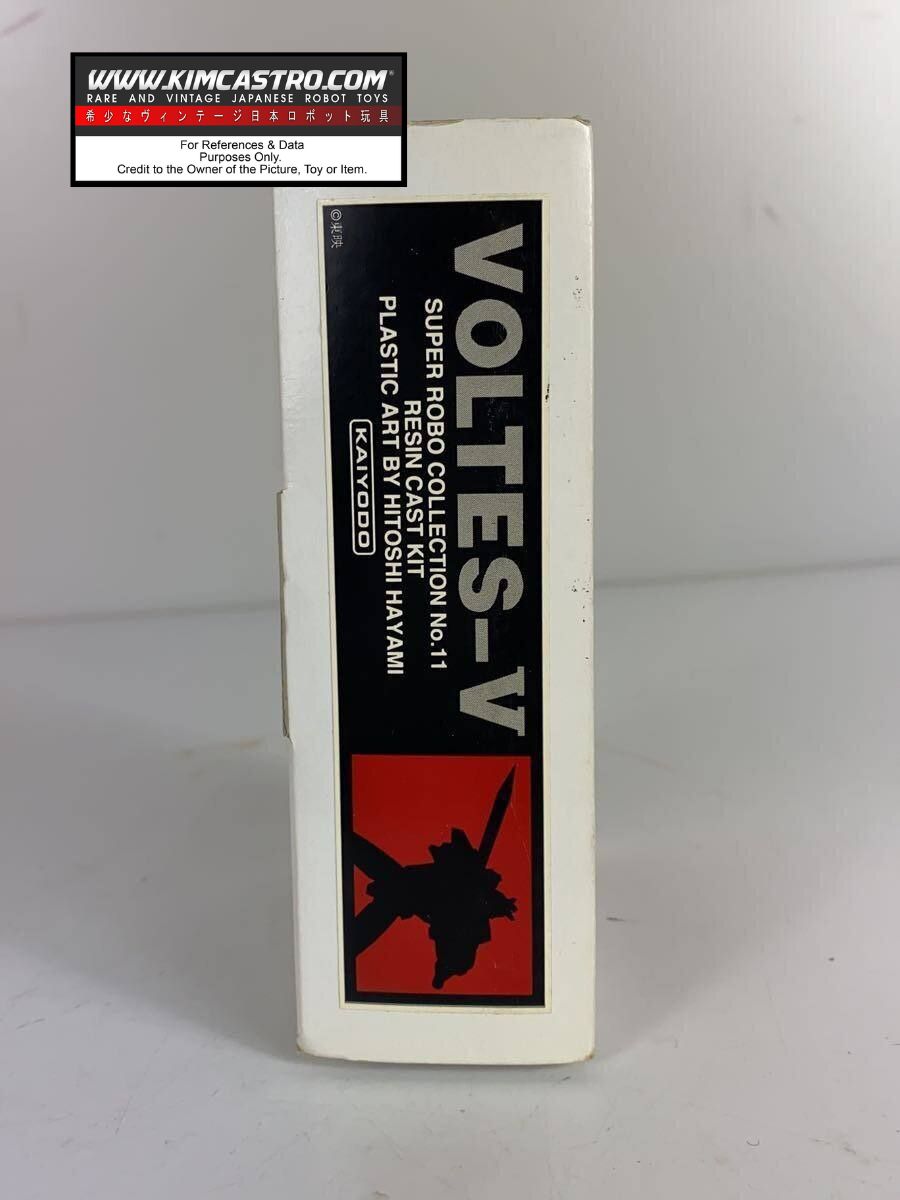 WWW.KIMCASTRO.COM®
RARE AND VINTAGE JAPANESE ROBOT TOYS
希少なヴィンテージ日本ロボット玩具
For References & Data
Purposes Only.
Credit to the Owner of the Picture, Toy or Item.
VOLTES-V
SUPER ROBO COLLECTION No.11
RESIN CAST KIT
PLASTIC ART BY HITOSHI HAYAMI
KAIYODO
©東映